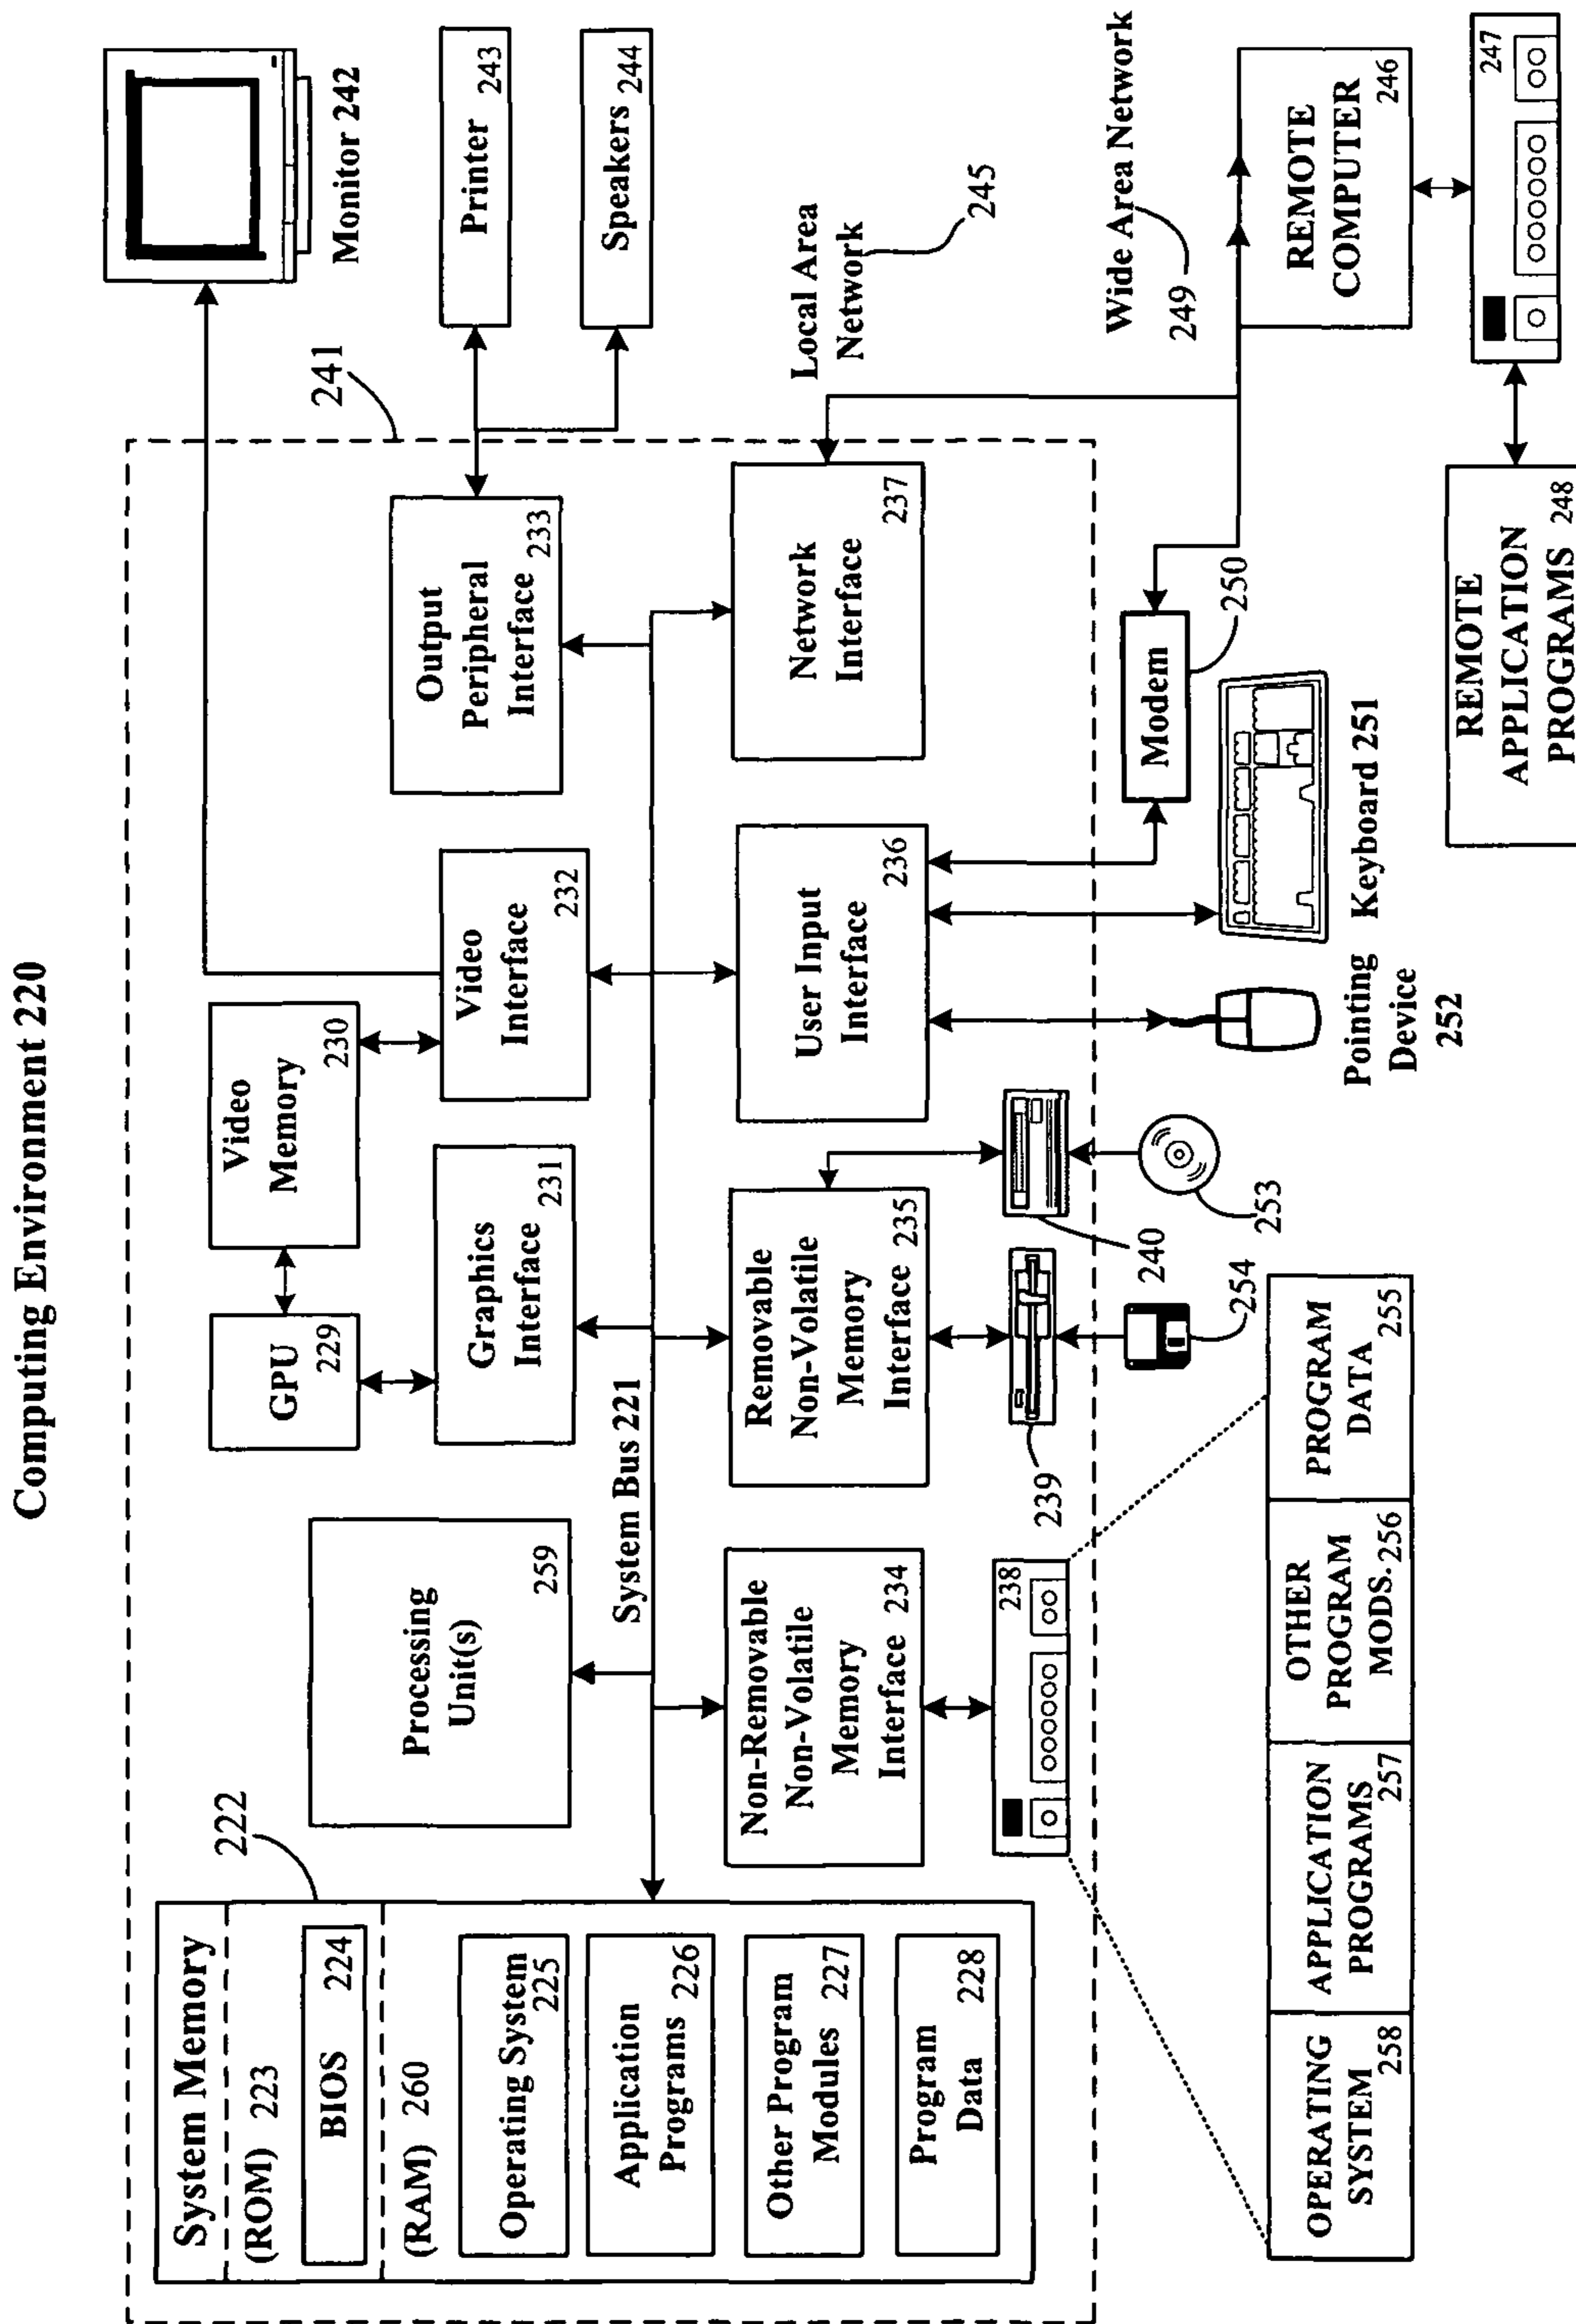 Computing Environment 220
System Memory
222
(ROM) 223
BIOS 224
(RAM) 260
Operating System
225
Application
Programs 226
Other Program
Modules 227
Program
Data 228
Processing
Unit(s)
259
System Bus 221
GPU
229
Video
Memory
230
Graphics
Interface 231
Video
Interface 232
Output
Peripheral
Interface 233
241
Monitor 242
Printer
243
Speakers 244
Non-Removable
Non-Volatile
Memory
Interface 234
Removable
Non-Volatile
Memory
Interface 235
User Input
Interface
236
Network
Interface
237
Local Area
Network
245
238
239
240
254
253
Pointing
Device
252
Keyboard 251
Modem
250
Wide Area Network
249
REMOTE
COMPUTER
246
247
REMOTE
APPLICATION
PROGRAMS 248
OPERATING
SYSTEM
258
APPLICATION
PROGRAMS
257
OTHER
PROGRAM
MODS. 256
PROGRAM
DATA
255